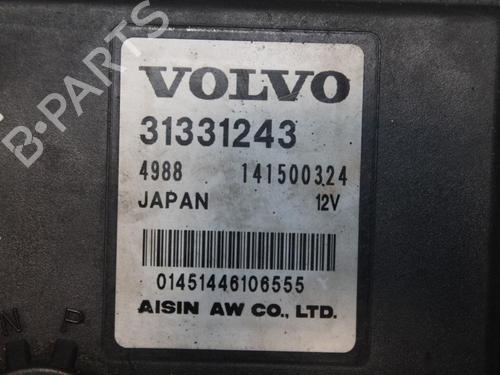 B-PARTS
VOLVO
31331243
4988 141500324
JAPAN 12V
01451446106555
AISIN AW CO., LTD.
N P